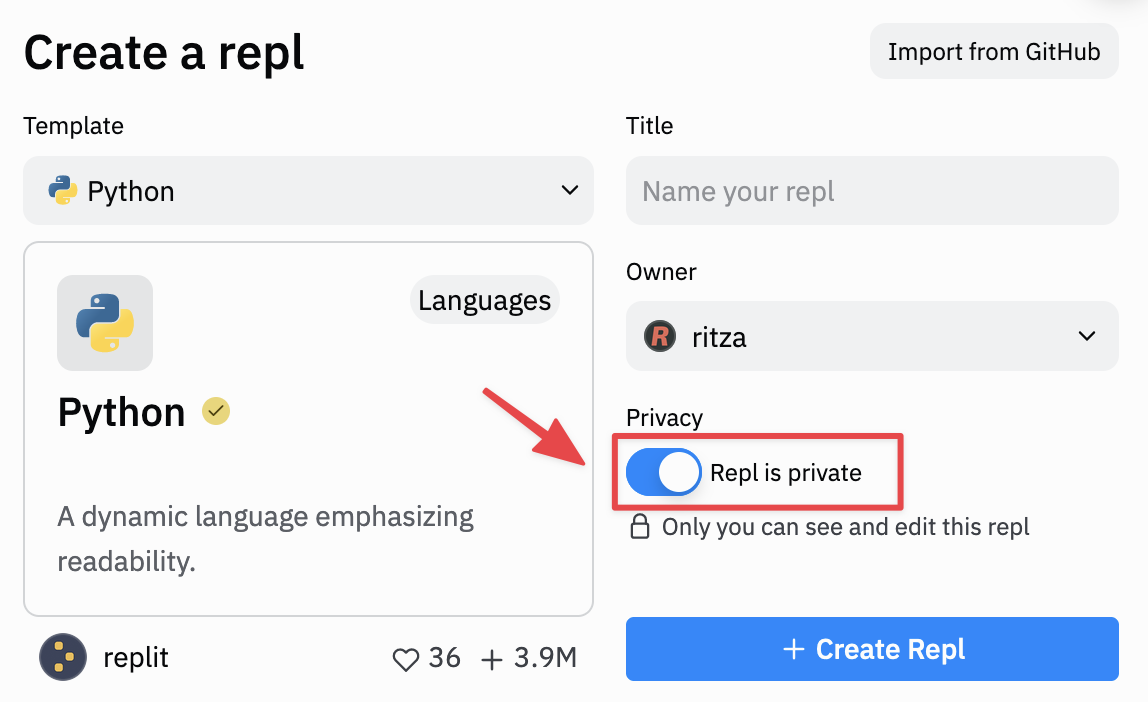 Create a repl
Import from GitHub
Template
Python
Languages
Python
A dynamic language emphasizing
readability.
replit
36
3.9M
Title
Name your repl
Owner
R
ritza
Privacy
Repl is private
Only you can see and edit this repl
+ Create Repl